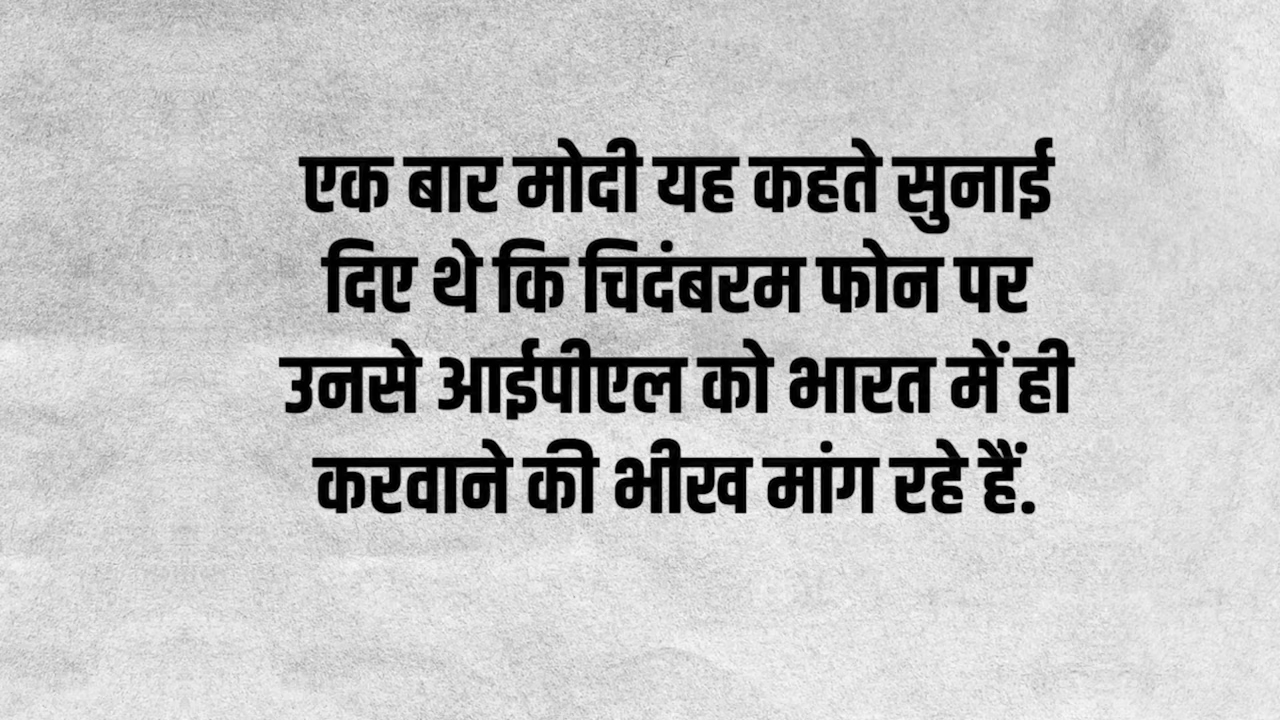 एक बार मोदी यह कहते सुनाई
दिए थे कि चिदंबरम फोन पर
उनसे आईपीएल को भारत में ही
करवाने की भीख मांग रहे हैं.